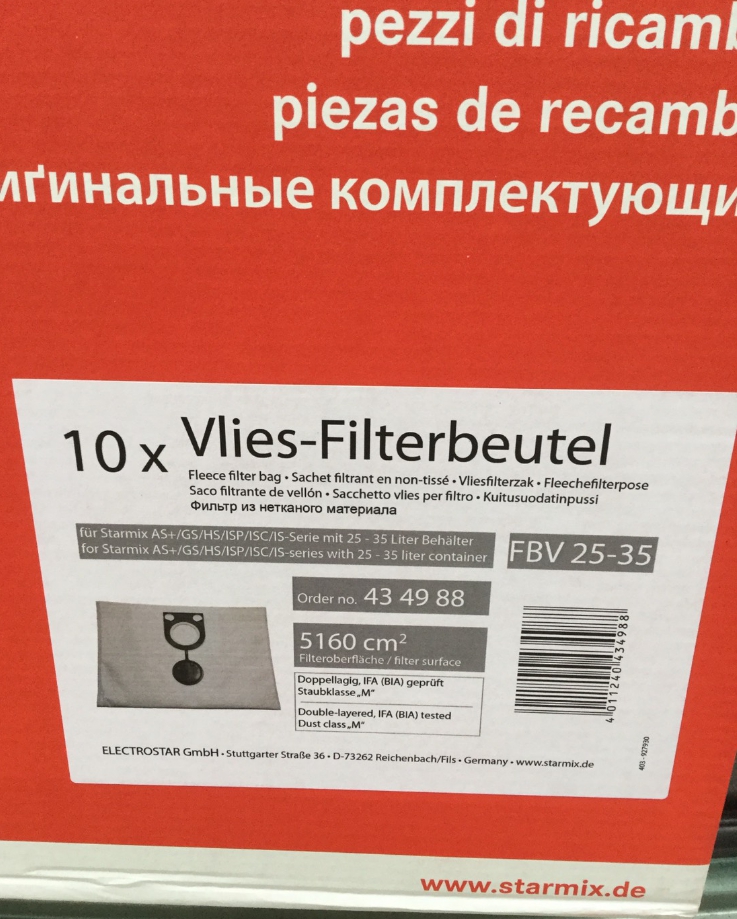 pezzi di ricamb
piezas de recamb
иґинальные комплектующи
10 x Vlies-Filterbeutel
Fleece filter bag • Sachet filtrant en non-tissé • Vliesfilterzak • Fleechefilterpose
Saco filtrante de vellón • Sacchetto vlies per filtro • Kuitusuodatinpussi
Фильтр из нетканого материала
für Starmix AS+/GS/HS/ISP/ISC/IS-Serie mit 25 - 35 Liter Behälter
for Starmix AS+/GS/HS/ISP/ISC/IS-series with 25 - 35 liter container
FBV 25-35
Order no. 43 49 88
5160 cm²
Filteroberfläche / filter surface
Doppellagig, IFA (BIA) geprüft
Staubklasse „M“
Double-layered, IFA (BIA) tested
Dust class „M“
4 011240 434988
ELECTROSTAR GmbH • Stuttgarter Straße 36 • D-73262 Reichenbach/Fils • Germany • www.starmix.de
403 - 927930
www.starmix.de